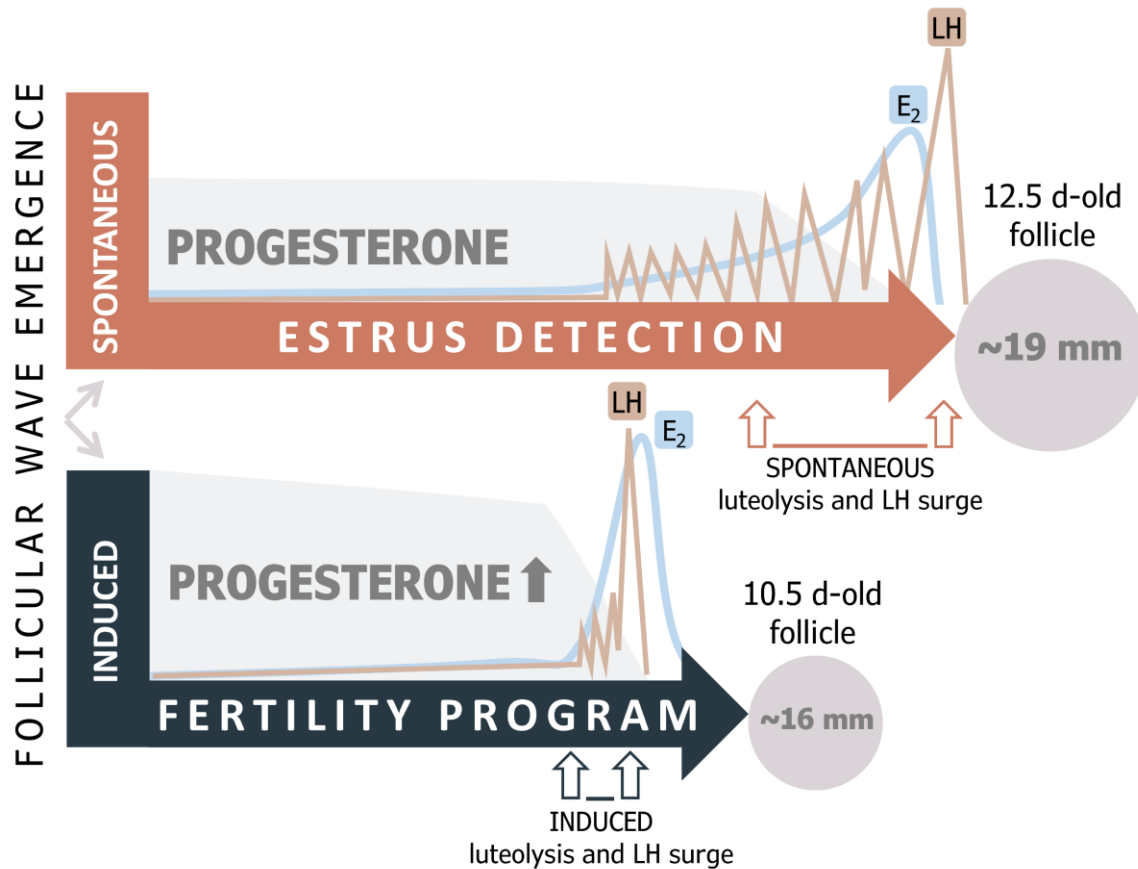 FOLLICULAR WAVE EMERGENCE
SPONTANEOUS
PROGESTERONE
LH
E₂
ESTRUS DETECTION
12.5 d-old
follicle
~19 mm
SPONTANEOUS
luteolysis and LH surge
INDUCED
PROGESTERONE
LH
E₂
FERTILITY PROGRAM
10.5 d-old
follicle
~16 mm
INDUCED
luteolysis and LH surge